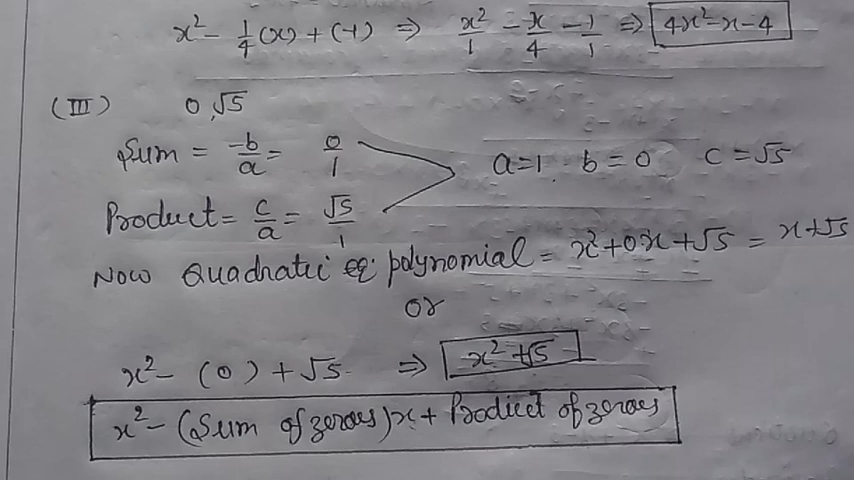 x² - 1/4(x) + (-1) ⇒ x²/1 - x/4 - 1/1 ⇒ 4x²-x-4
(III) 0,√5
Sum = -b/a = 0/1 a=1 b=0 c=√5
Product = c/a = √5/1
Now Quadratic polynomial = x²+0x+√5 = x+√5
or
x² - (0) + √5 ⇒ x²+√5
x² - (Sum of zeroes)x + Product of zeroes